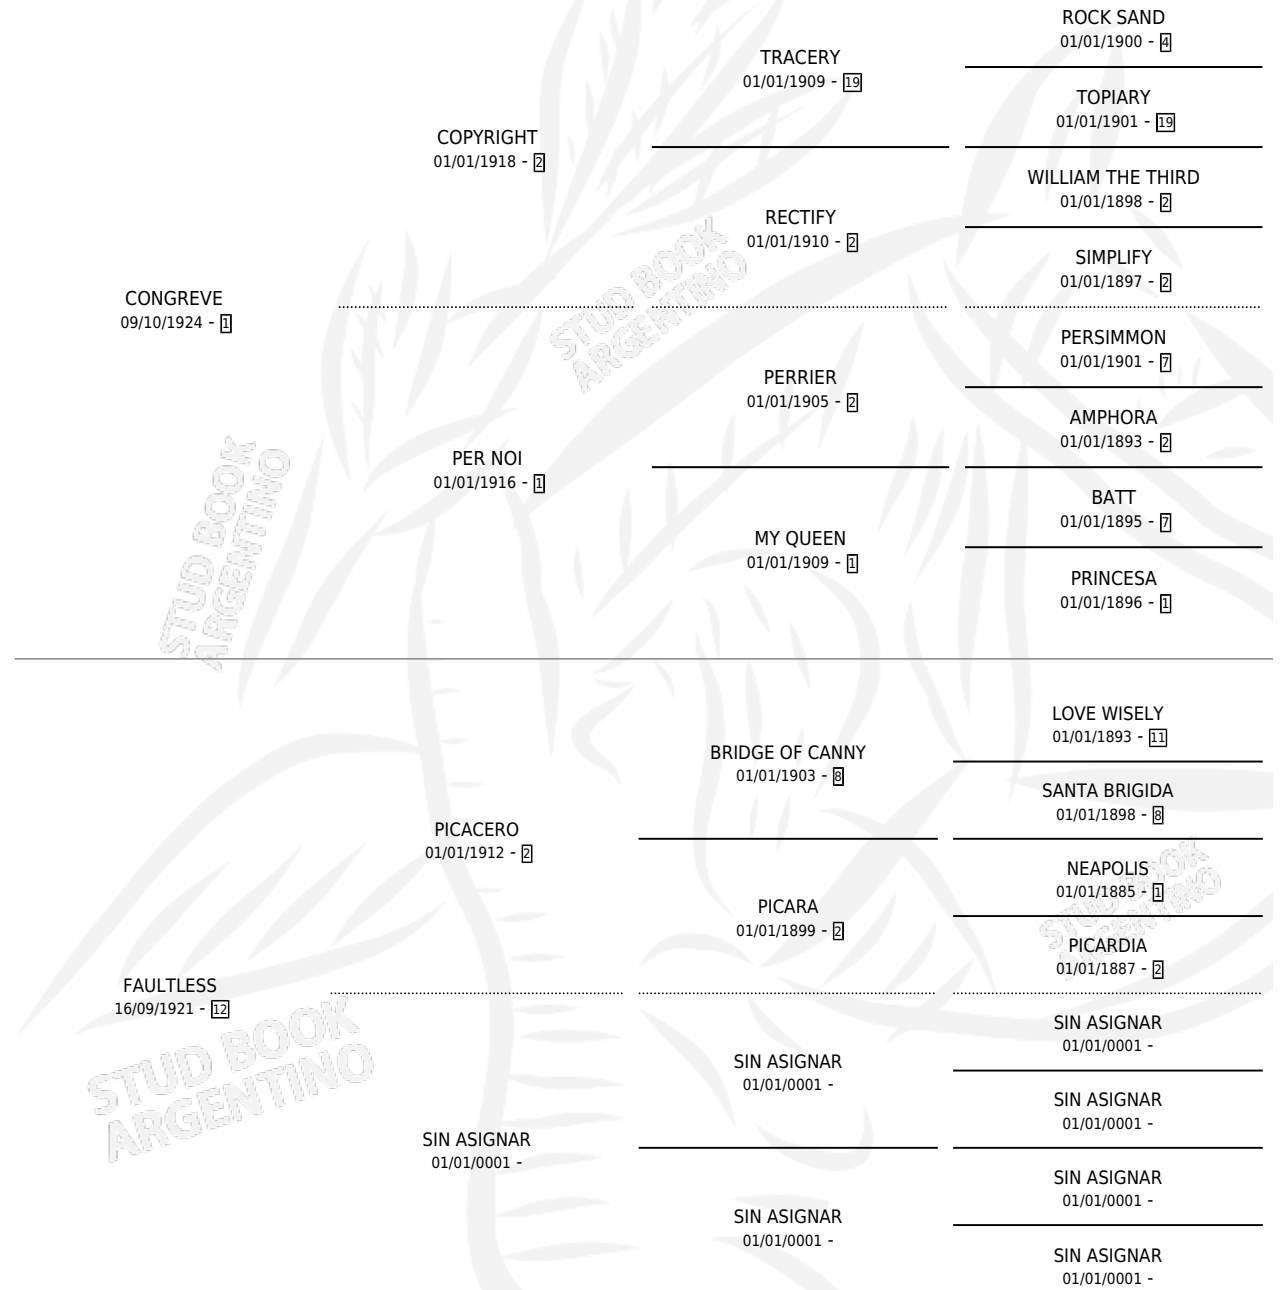 ROCK SAND
01/01/1900 - 4
TRACERY
01/01/1909 - 19
TOPIARY
01/01/1901 - 19
COPYRIGHT
01/01/1918 - 2
WILLIAM THE THIRD
01/01/1898 - 2
RECTIFY
01/01/1910 - 2
SIMPLIFY
01/01/1897 - 2
CONGREVE
09/10/1924 - 1
PERSIMMON
01/01/1901 - 7
PERRIER
01/01/1905 - 2
AMPHORA
01/01/1893 - 2
PER NOI
01/01/1916 - 1
BATT
01/01/1895 - 7
MY QUEEN
01/01/1909 - 1
PRINCESA
01/01/1896 - 1
STUD BOOK
ARGENTINO
STUD BOOK
ARGENTINO
LOVE WISELY
01/01/1893 - 11
BRIDGE OF CANNY
01/01/1903 - 8
SANTA BRIGIDA
01/01/1898 - 8
PICACERO
01/01/1912 - 2
NEAPOLIS
01/01/1885 - 1
PICARA
01/01/1899 - 2
PICARDIA
01/01/1887 - 2
STUD BOOK
ARGENTINO
FAULTLESS
16/09/1921 - 12
SIN ASIGNAR
01/01/0001 -
SIN ASIGNAR
01/01/0001 -
SIN ASIGNAR
01/01/0001 -
SIN ASIGNAR
01/01/0001 -
SIN ASIGNAR
01/01/0001 -
SIN ASIGNAR
01/01/0001 -
SIN ASIGNAR
01/01/0001 -
STUD BOOK
ARGENTINO